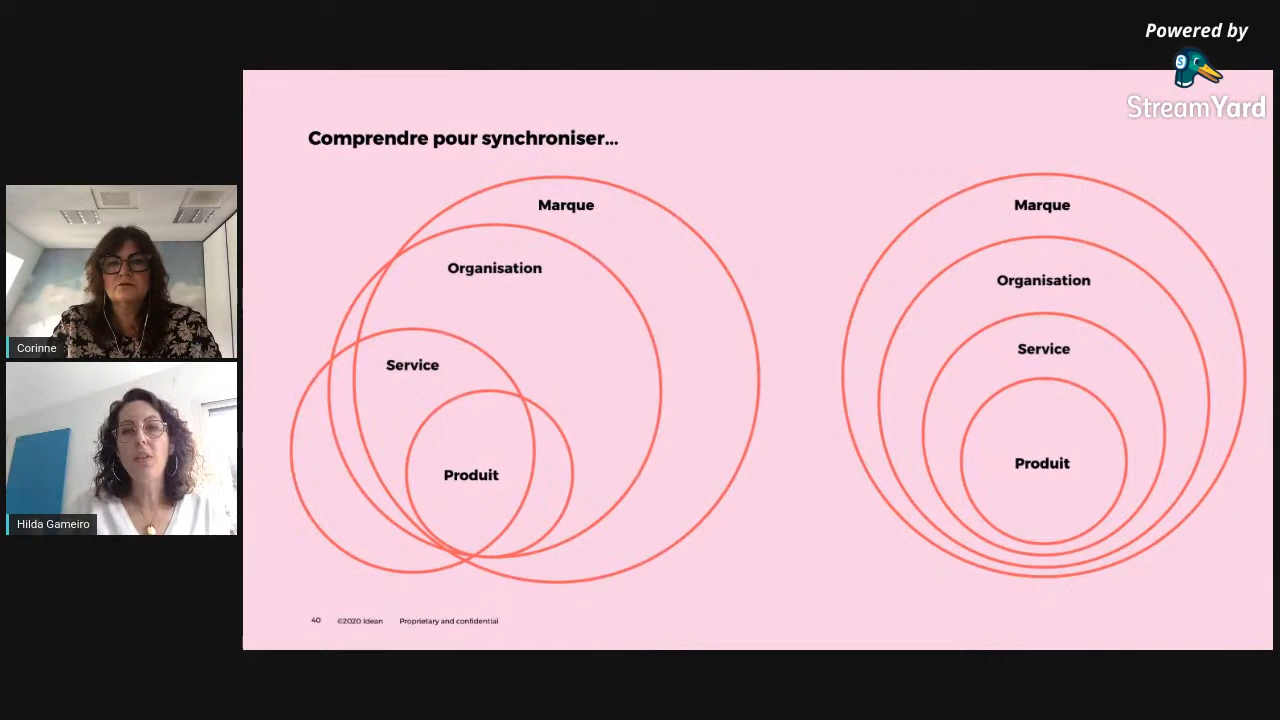 Powered by
StreamYard
Comprendre pour synchroniser...
Marque
Organisation
Service
Produit
Marque
Organisation
Service
Produit
40 ©2020 Idean Proprietary and confidential
Corinne
Hilda Gameiro